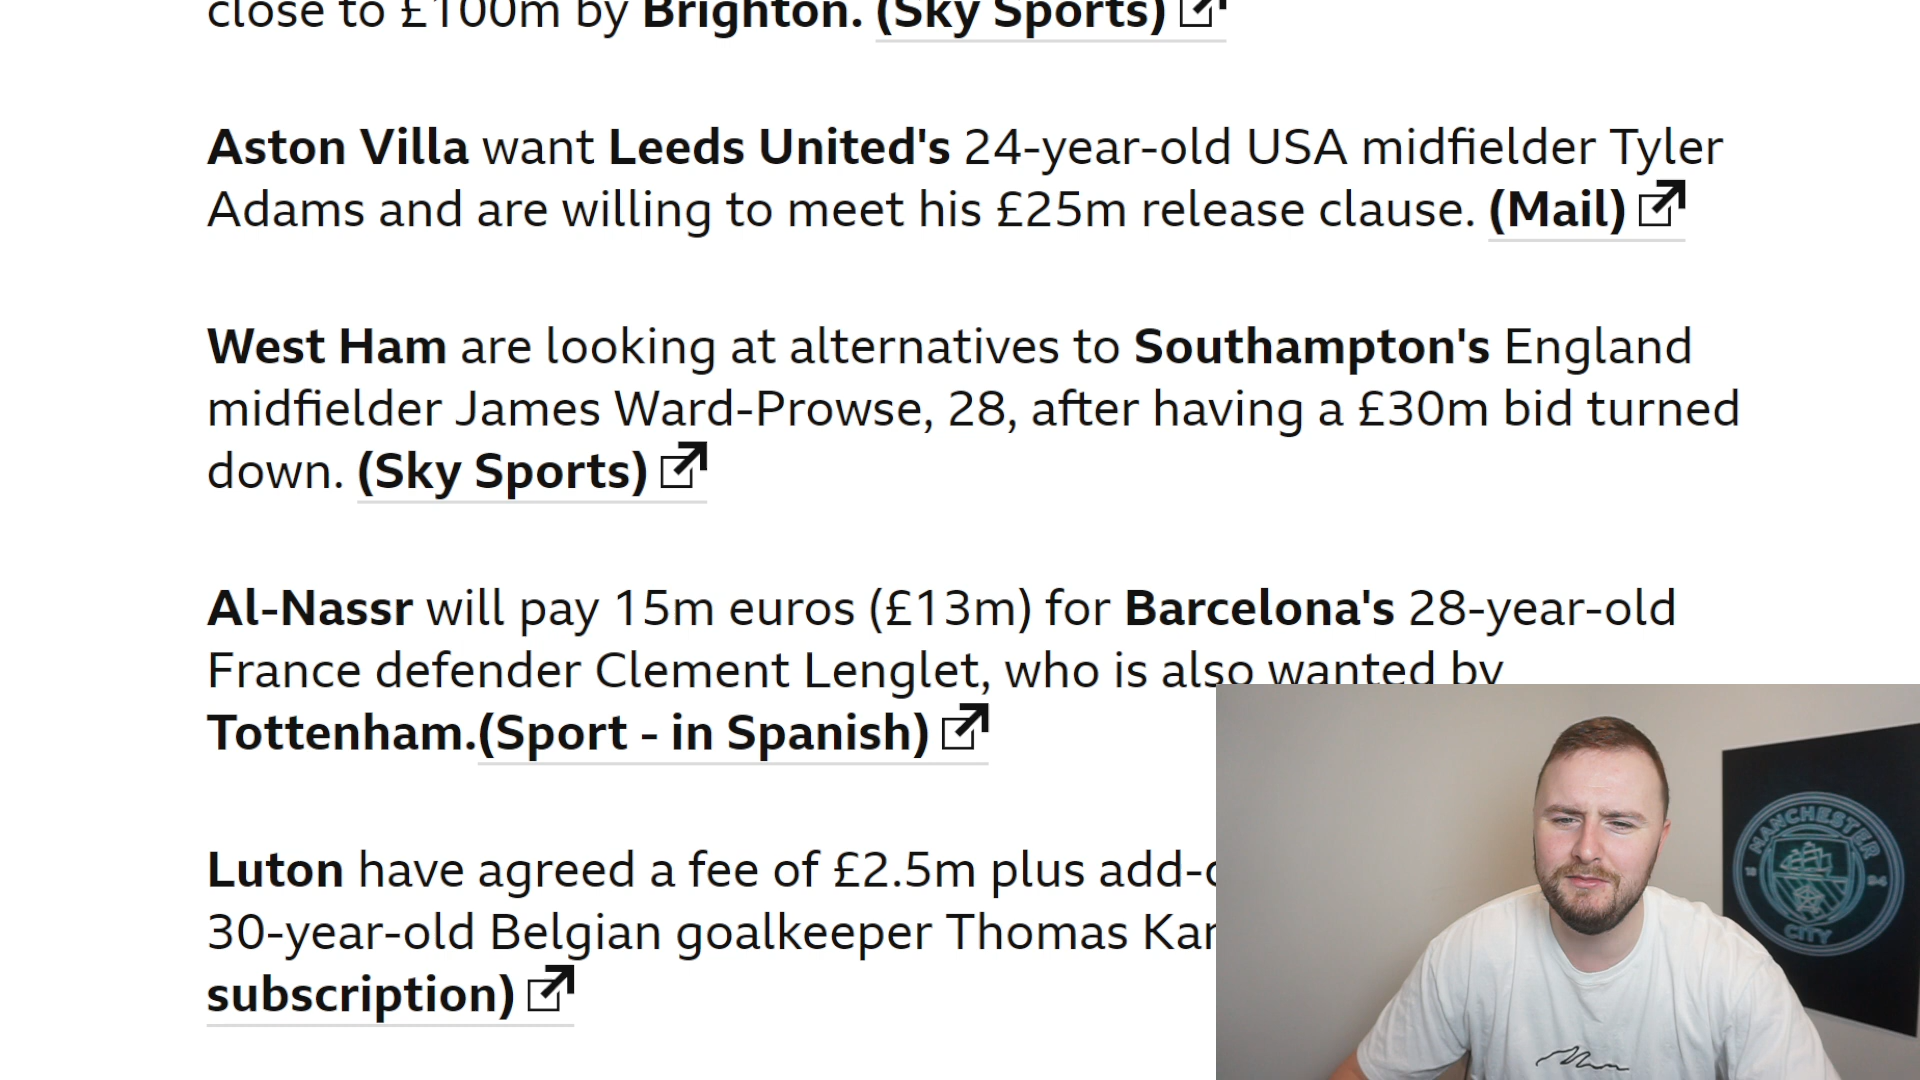 close to £100m by Brighton. (Sky Sports)
Aston Villa want Leeds United's 24-year-old USA midfielder Tyler
Adams and are willing to meet his £25m release clause. (Mail)
West Ham are looking at alternatives to Southampton's England
midfielder James Ward-Prowse, 28, after having a £30m bid turned
down. (Sky Sports)
Al-Nassr will pay 15m euros (£13m) for Barcelona's 28-year-old
France defender Clement Lenglet, who is also wanted by
Tottenham.(Sport - in Spanish)
Luton have agreed a fee of £2.5m plus
30-year-old Belgian goalkeeper Thomas
subscription)
MANCHESTER
18 94
CITY